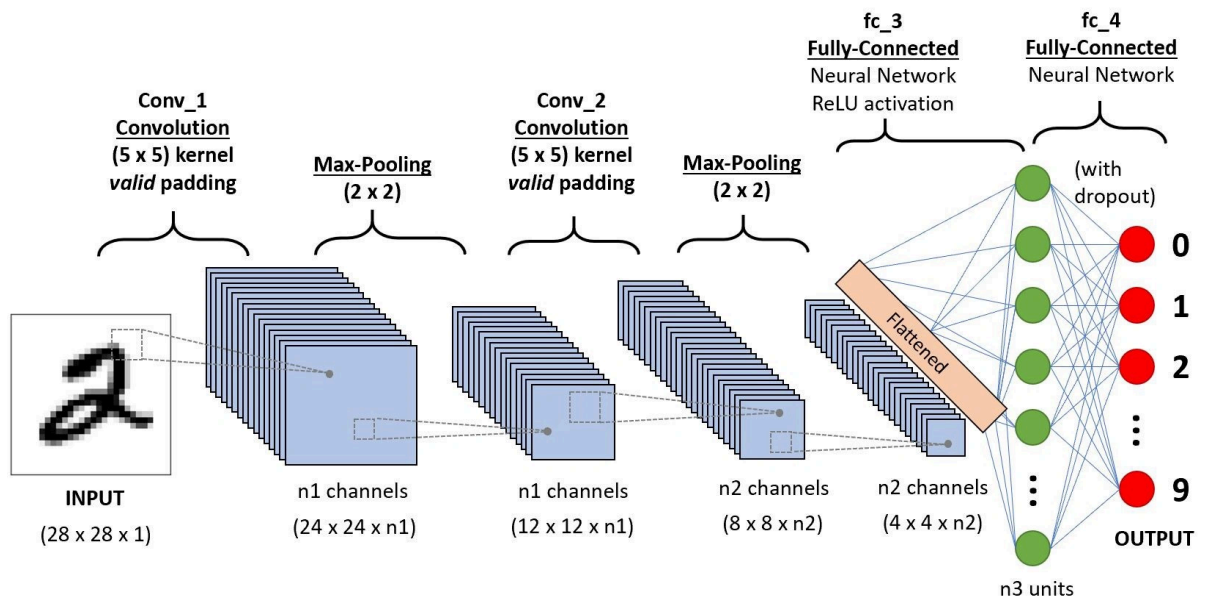 Conv_1
Convolution
(5 x 5) kernel
valid padding
Max-Pooling
(2 x 2)
Conv_2
Convolution
(5 x 5) kernel
valid padding
Max-Pooling
(2 x 2)
fc_3
Fully-Connected
Neural Network
ReLU activation
fc_4
Fully-Connected
Neural Network
(with
dropout)
Flattened
0
1
2
9
OUTPUT
2
INPUT
(28 x 28 x 1)
n1 channels
(24 x 24 x n1)
n1 channels
(12 x 12 x n1)
n2 channels
(8 x 8 x n2)
n2 channels
(4 x 4 x n2)
n3 units